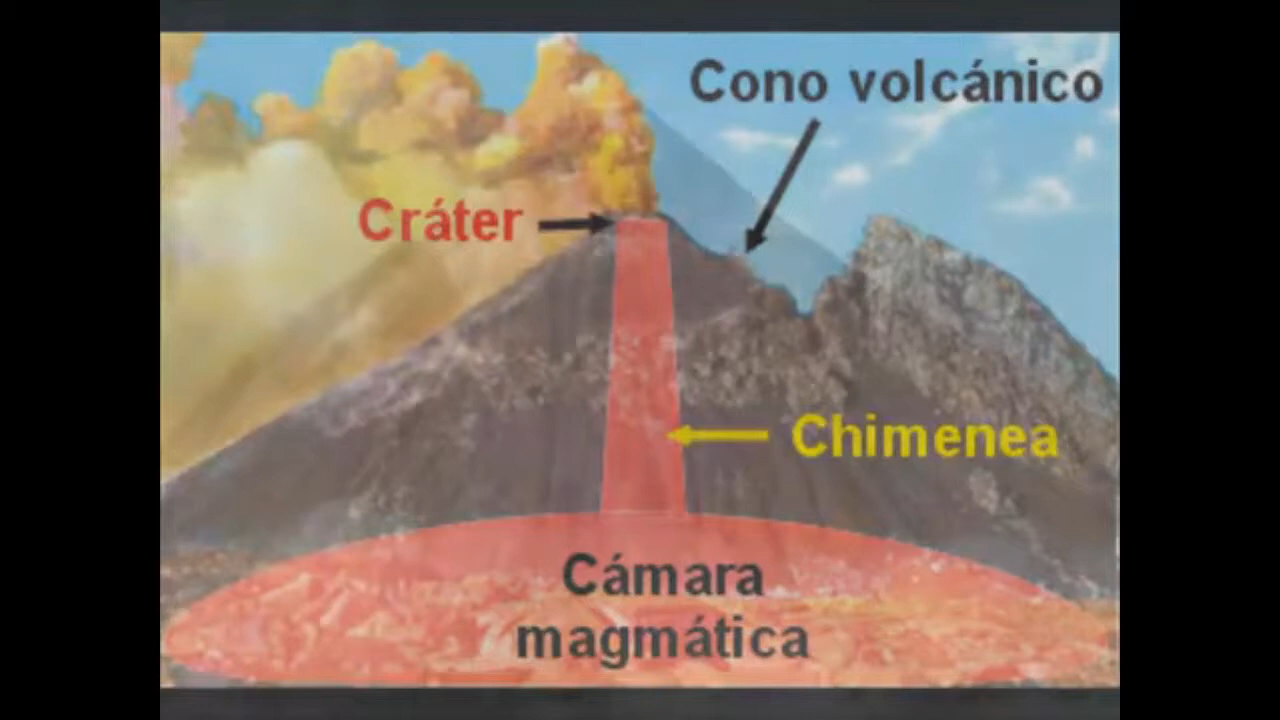 Cono volcánico
Cráter
Chimenea
Cámara
magmática